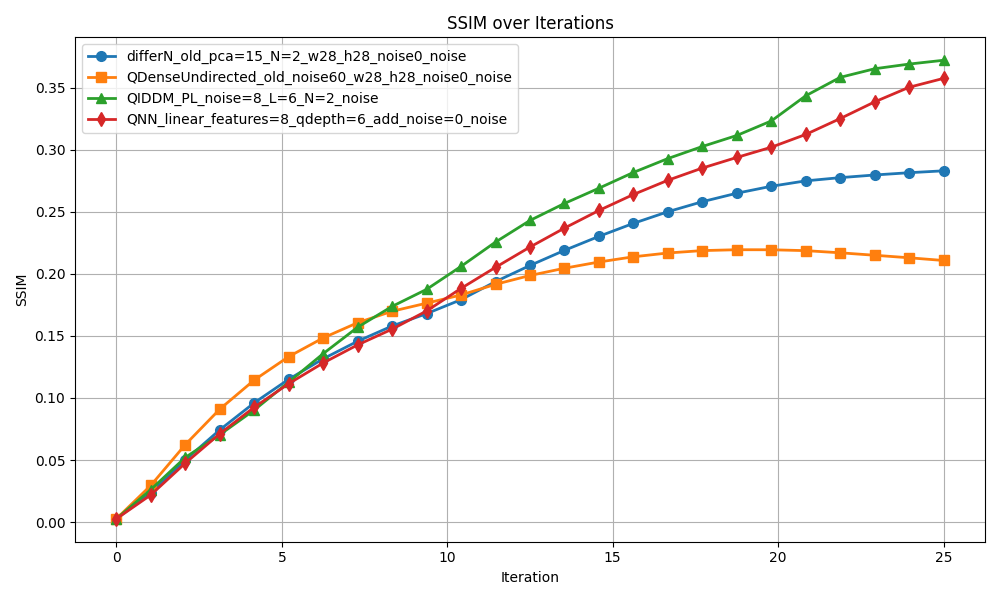 SSIM over Iterations
differN_old_pca=15_N=2_w28_h28_noise0_noise
QDenseUndirected_old_noise60_w28_h28_noise0_noise
QIDDM_PL_noise=8_L=6_N=2_noise
QNN_linear_features=8_qdepth=6_add_noise=0_noise
SSIM
0.35
0.30
0.25
0.20
0.15
0.10
0.05
0.00
0 5 10 15 20 25
Iteration